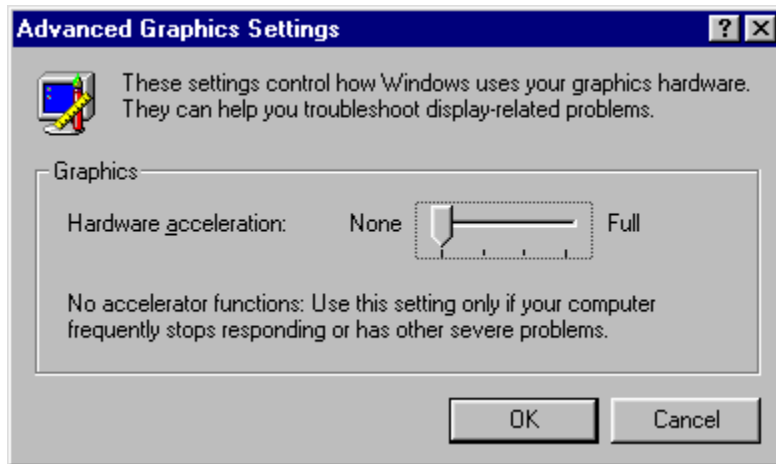 Advanced Graphics Settings
These settings control how Windows uses your graphics hardware.
They can help you troubleshoot display-related problems.
Graphics
Hardware acceleration: None Full
No accelerator functions: Use this setting only if your computer
frequently stops responding or has other severe problems.
OK Cancel